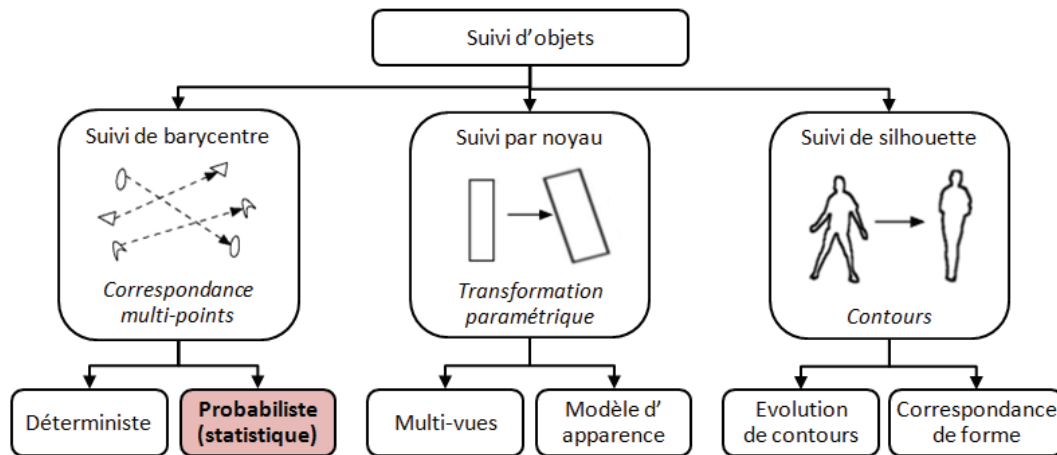 Suivi d’objets
Suivi de barycentre
Correspondance
multi-points
Suivi par noyau
Transformation
paramétrique
Suivi de silhouette
Contours
Déterministe
Probabiliste
(statistique)
Multi-vues
Modèle d’
apparence
Evolution
de contours
Correspondance
de forme